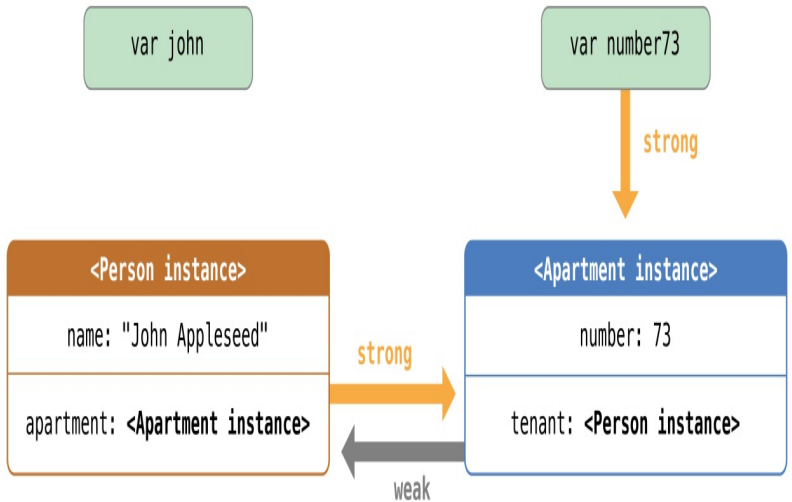 var john
var number73
strong
<Person instance>
<Apartment instance>
name: "John Appleseed"
number: 73
strong
apartment: <Apartment instance>
tenant: <Person instance>
weak